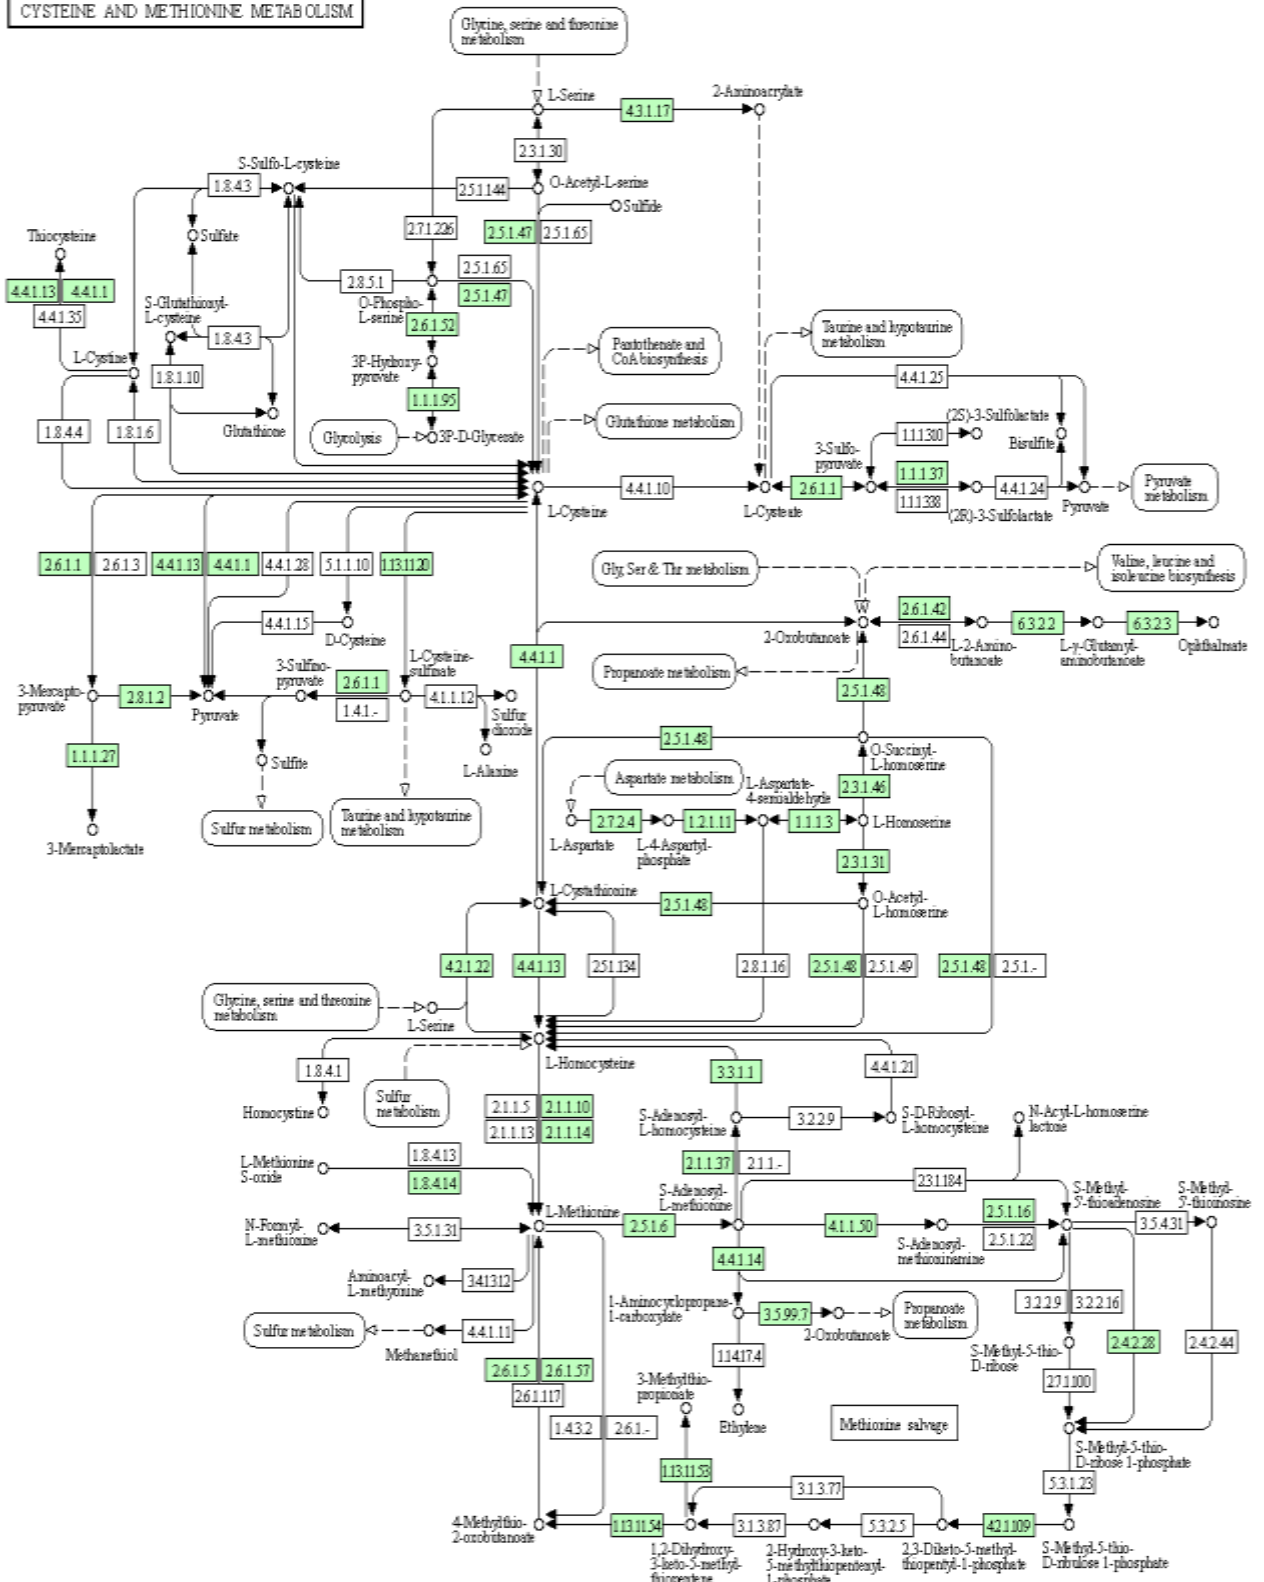 CYSTEINE AND METHIONINE METABOLISM
Glycine, serine and threonine
metabolism
L-Serine
4.3.1.17
2-Aminoacrylate
2.3.1.30
S-Sulfo-L-cysteine
1.8.4.3
2.5.1.144
O-Acetyl-L-serine
Sulfide
Thiocysteine
Sulfate
2.7.1.226
2.5.1.47
2.5.1.65
4.4.1.13
4.4.1.1
4.4.1.35
S-Glutathionyl-
L-cysteine
2.8.5.1
2.5.1.65
2.5.1.47
O-Phospho-
L-serine
2.6.1.52
1.8.4.3
L-Cystine
1.8.1.10
3P-Hydroxy-
pyruvate
Pantothenate and
CoA biosynthesis
Taurine and hypotaurine
metabolism
4.4.1.25
1.1.1.95
1.8.4.4
1.8.1.6
Glutathione
Glycolysis
3P-D-Glycerate
Glutathione metabolism
(2S)-3-Sulfolactate
1.1.1.310
Bisulfite
3-Sulfo-
pyruvate
1.1.1.37
4.4.1.10
2.6.1.1
1.1.1.338
4.4.1.24
Pyruvate
metabolism
L-Cysteine
L-Cysteate
(2R)-3-Sulfolactate
Pyruvate
2.6.1.1
2.6.1.3
4.4.1.13
4.4.1.1
4.4.1.28
5.1.1.10
1.13.11.20
Gly, Ser & Thr metabolism
Valine, leucine and
isoleucine biosynthesis
4.4.1.15
D-Cysteine
2-Oxobutanoate
2.6.1.42
2.6.1.44
L-2-Amino-
butanoate
6.3.2.2
L-γ-Glutamyl-
aminobutanoate
6.3.2.3
Ophthalmate
4.4.1.1
Propanoate metabolism
3-Mercapto-
pyruvate
2.8.1.2
Pyruvate
3-Sulfino-
pyruvate
2.6.1.1
1.4.1.-
L-Cysteine-
sulfinate
4.1.1.12
Sulfur
dioxide
2.5.1.48
1.1.1.27
Sulfite
L-Alanine
2.5.1.48
O-Succinyl-
L-homoserine
Aspartate metabolism
L-Aspartate-
4-semialdehyde
2.3.1.46
Sulfur metabolism
Taurine and hypotaurine
metabolism
2.7.2.4
1.2.1.11
1.1.1.3
L-Homoserine
3-Mercaptolactate
L-Aspartate
L-4-Aspartyl-
phosphate
2.3.1.31
L-Cystathionine
2.5.1.48
O-Acetyl-
L-homoserine
4.2.1.22
4.4.1.13
2.5.1.134
2.8.1.16
2.5.1.48
2.5.1.49
2.5.1.48
2.5.1.-
Glycine, serine and threonine
metabolism
L-Serine
L-Homocysteine
1.8.4.1
Sulfur
metabolism
3.3.1.1
4.4.1.21
Homocystine
2.1.1.5
2.1.1.10
2.1.1.13
2.1.1.14
S-Adenosyl-
L-homocysteine
3.2.2.9
S-D-Ribosyl-
L-homocysteine
N-Acyl-L-homoserine
lactone
L-Methionine
S-oxide
1.8.4.13
1.8.4.14
2.1.1.37
2.1.1.-
2.3.1.184
N-Formyl-
L-methionine
3.5.1.31
L-Methionine
2.5.1.6
S-Adenosyl-
L-methionine
4.1.1.50
S-Adenosyl-
methioninamine
2.5.1.16
2.5.1.22
S-Methyl-
5'-thioadenosine
3.5.4.31
S-Methyl-
5'-thioinosine
Aminoacyl-
L-methyonine
3.4.13.12
4.4.1.14
Sulfur metabolism
4.4.1.11
Methanethiol
1-Aminocyclopropane-
1-carboxylate
3.5.99.7
2-Oxobutanoate
Propanoate
metabolism
3.2.2.9
3.2.2.16
S-Methyl-5-thio-
D-ribose
2.4.2.28
2.4.2.44
2.6.1.5
2.6.1.57
2.6.1.117
3-Methylthio-
propionate
1.14.17.4
2.7.1.100
Ethylene
Methionine salvage
1.4.3.2
2.6.1.-
S-Methyl-5-thio-
D-ribose 1-phosphate
1.13.11.53
3.1.3.77
5.3.1.23
4-Methylthio-
2-oxobutanoate
1.13.11.54
3.1.3.87
5.3.2.5
4.2.1.109
1,2-Dihydroxy-
3-keto-5-methyl-
thiopentene
2-Hydroxy-3-keto-
5-methylthiopentenyl-
1-phosphate
2,3-Diketo-5-methyl-
thiopentyl-1-phosphate
S-Methyl-5-thio-
D-ribulose 1-phosphate